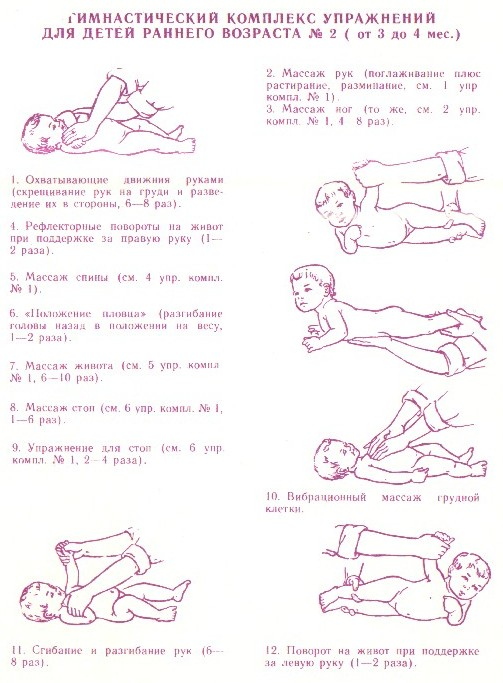 ГИМНАСТИЧЕСКИЙ КОМПЛЕКС УПРАЖНЕНИЙ
ДЛЯ ДЕТЕЙ РАННЕГО ВОЗРАСТА № 2 ( от 3 до 4 мес.)
1. Охватывающие движния руками
(скрещивание рук на груди и разве-
дение их в стороны, 6—8 раз).
2. Массаж рук (поглаживание плюс
растирание, разминание, см. 1 упр
компл. № 1).
3. Массаж ног (то же, см. 2 упр.
компл. № 1, 4 8 раз).
4. Рефлекторные повороты на живот
при поддержке за правую руку (1—
2 раза).
5. Массаж спины (см. 4 упр. компл.
№ 1).
6. «Положение пловца» (разгибание
головы назад в положении на весу,
1—2 раза).
7. Массаж живота (см. 5 упр. компл
№ 1, 6—10 раз).
8. Массаж стоп (см. 6 упр. компл. № 1,
1—6 раз).
9. Упражнение для стоп (см. 6 упр.
компл. № 1, 2—4 раза).
10. Вибрационный массаж грудной
клетки.
11. Сгибание и разгибание рук (6—
8 раз).
12. Поворот на живот при поддержке
за левую руку (1—2 раза).